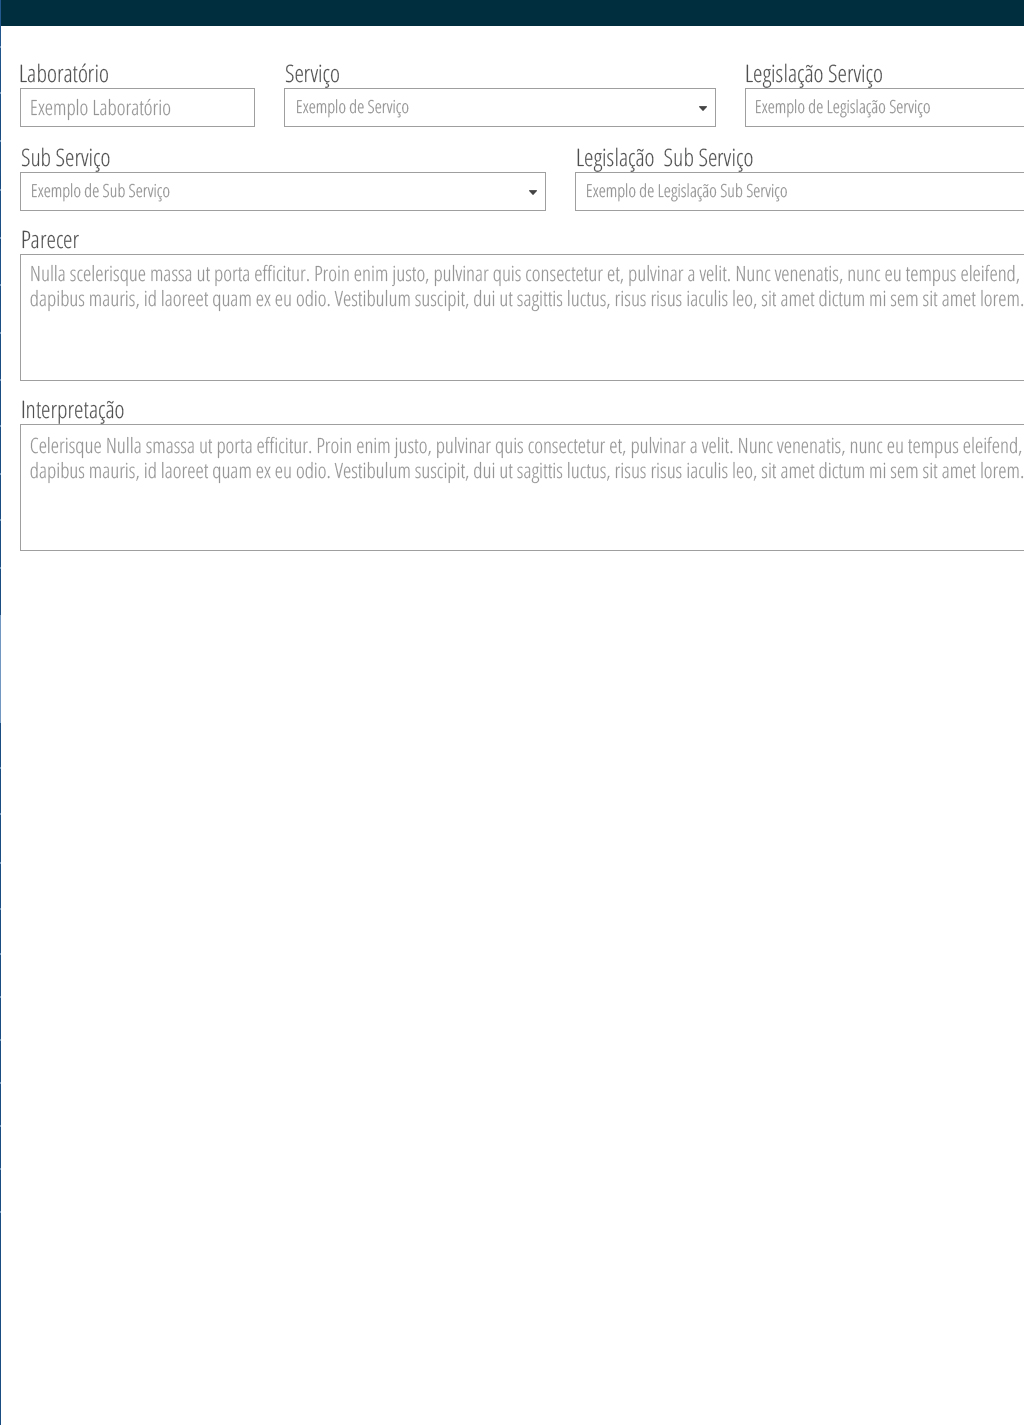 Laboratório
Serviço
Legislação Serviço
Exemplo Laboratório
Exemplo de Serviço
Exemplo de Legislação Serviço
Sub Serviço
Legislação  Sub Serviço
Exemplo de Sub Serviço
Exemplo de Legislação Sub Serviço
Parecer
Nulla scelerisque massa ut porta efficitur. Proin enim justo, pulvinar quis consectetur et, pulvinar a velit. Nunc venenatis, nunc eu tempus eleifend,
dapibus mauris, id laoreet quam ex eu odio. Vestibulum suscipit, dui ut sagittis luctus, risus risus iaculis leo, sit amet dictum mi sem sit amet lorem.
Interpretação
Celerisque Nulla smassa ut porta efficitur. Proin enim justo, pulvinar quis consectetur et, pulvinar a velit. Nunc venenatis, nunc eu tempus eleifend,
dapibus mauris, id laoreet quam ex eu odio. Vestibulum suscipit, dui ut sagittis luctus, risus risus iaculis leo, sit amet dictum mi sem sit amet lorem.